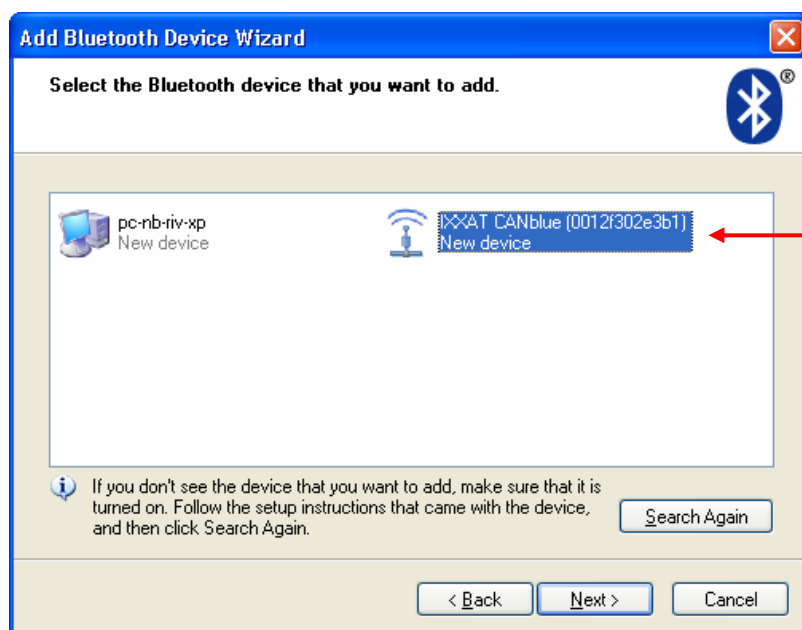 Add Bluetooth Device Wizard
Select the Bluetooth device that you want to add.
®
pc-nb-riv-xp
New device
IXXAT CANblue (0012f302e3b1)
New device
If you don't see the device that you want to add, make sure that it is
turned on. Follow the setup instructions that came with the device,
and then click Search Again.
Search Again
< Back
Next >
Cancel